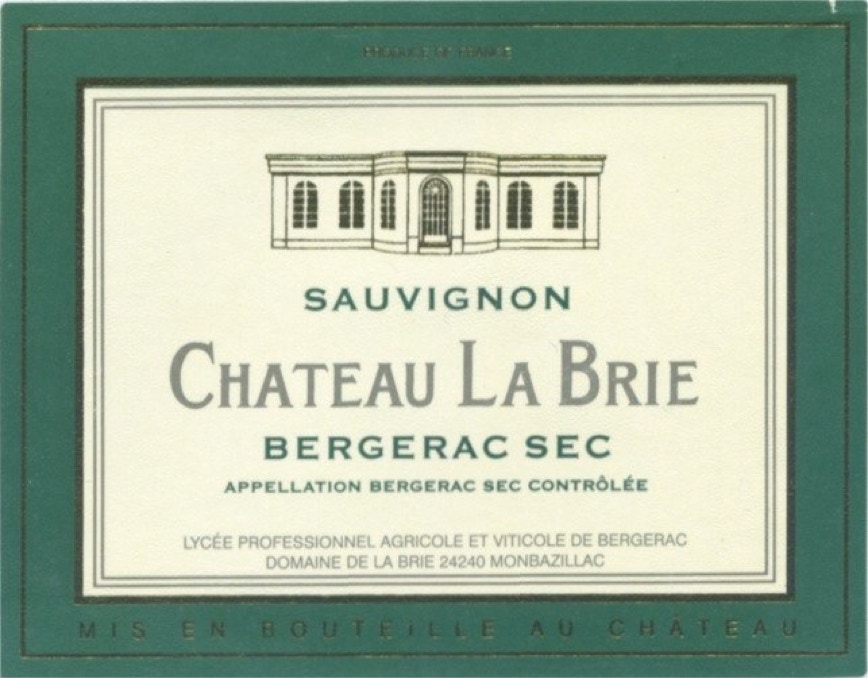 PRODUCE OF FRANCE
SAUVIGNON
CHATEAU LA BRIE
BERGERAC SEC
APPELLATION BERGERAC SEC CONTRÔLÉE
LYCÉE PROFESSIONNEL AGRICOLE ET VITICOLE DE BERGERAC
DOMAINE DE LA BRIE 24240 MONBAZILLAC
MIS EN BOUTEILLE AU CHÂTEAU